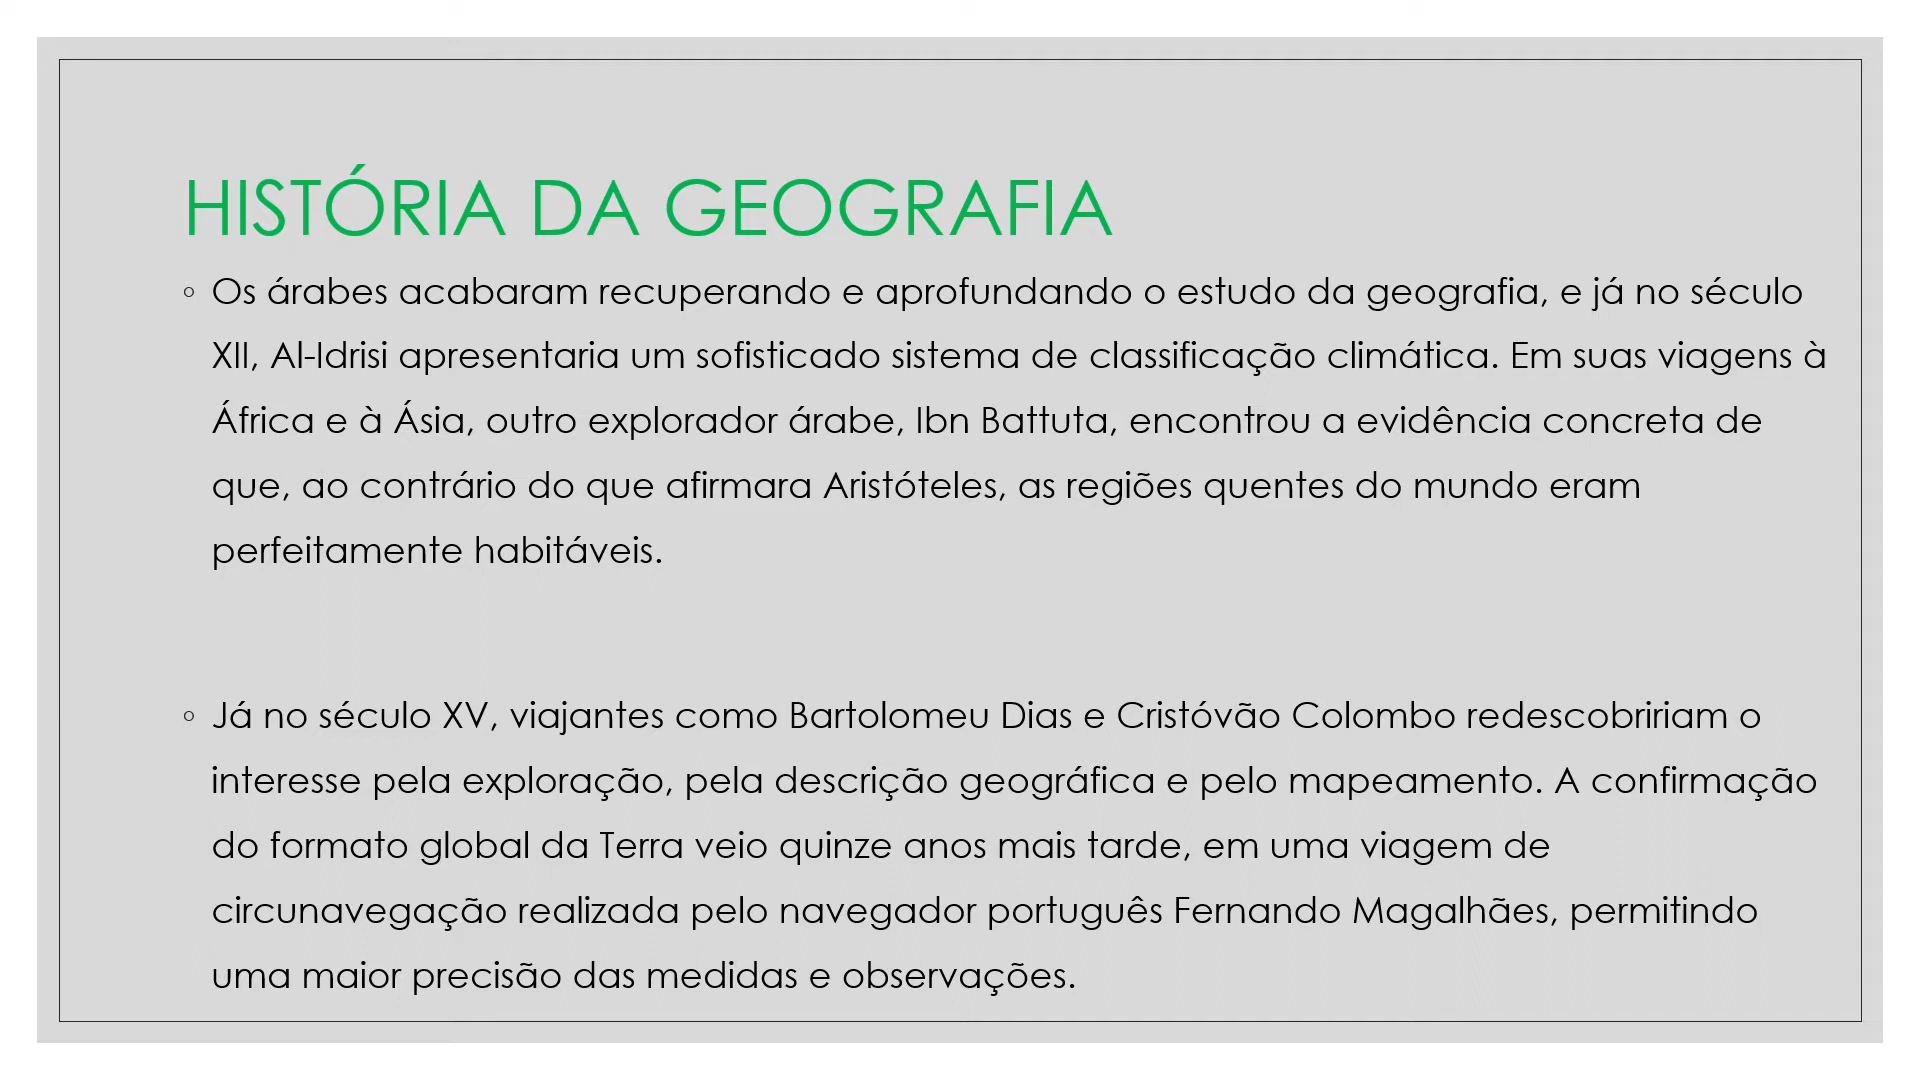 HISTÓRIA DA GEOGRAFIA
◦ Os árabes acabaram recuperando e aprofundando o estudo da geografia, e já no século
XII, Al-Idrisi apresentaria um sofisticado sistema de classificação climática. Em suas viagens à
África e à Ásia, outro explorador árabe, Ibn Battuta, encontrou a evidência concreta de
que, ao contrário do que afirmara Aristóteles, as regiões quentes do mundo eram
perfeitamente habitáveis.
◦ Já no século XV, viajantes como Bartolomeu Dias e Cristóvão Colombo redescobririam o
interesse pela exploração, pela descrição geográfica e pelo mapeamento. A confirmação
do formato global da Terra veio quinze anos mais tarde, em uma viagem de
circunavegação realizada pelo navegador português Fernando Magalhães, permitindo
uma maior precisão das medidas e observações.